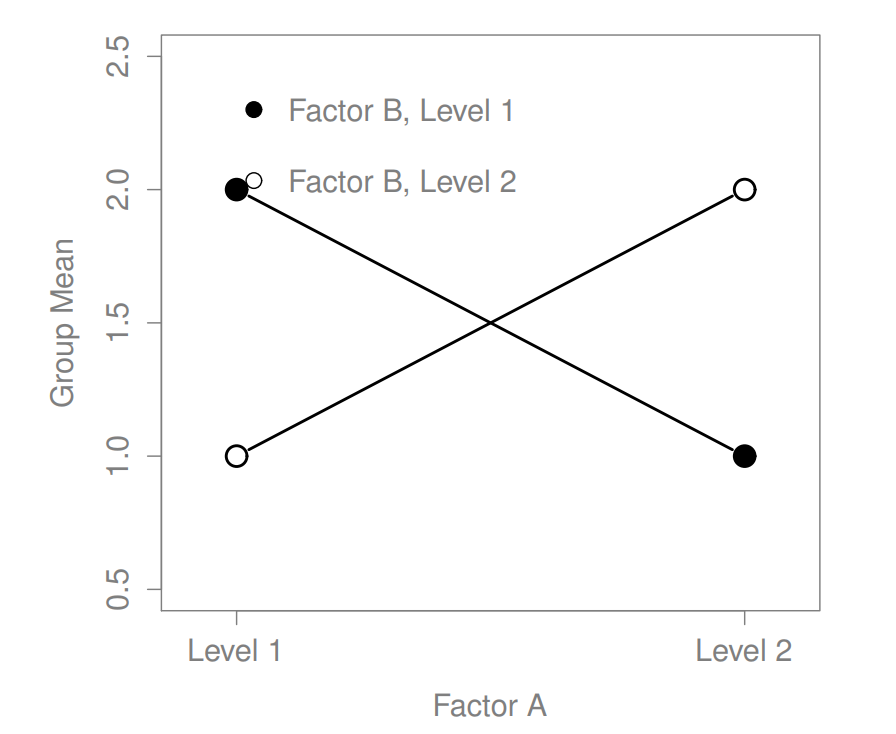 2.5
Factor B, Level 1
Factor B, Level 2
2.0
1.5
Group Mean
1.0
0.5
Level 1
Level 2
Factor A